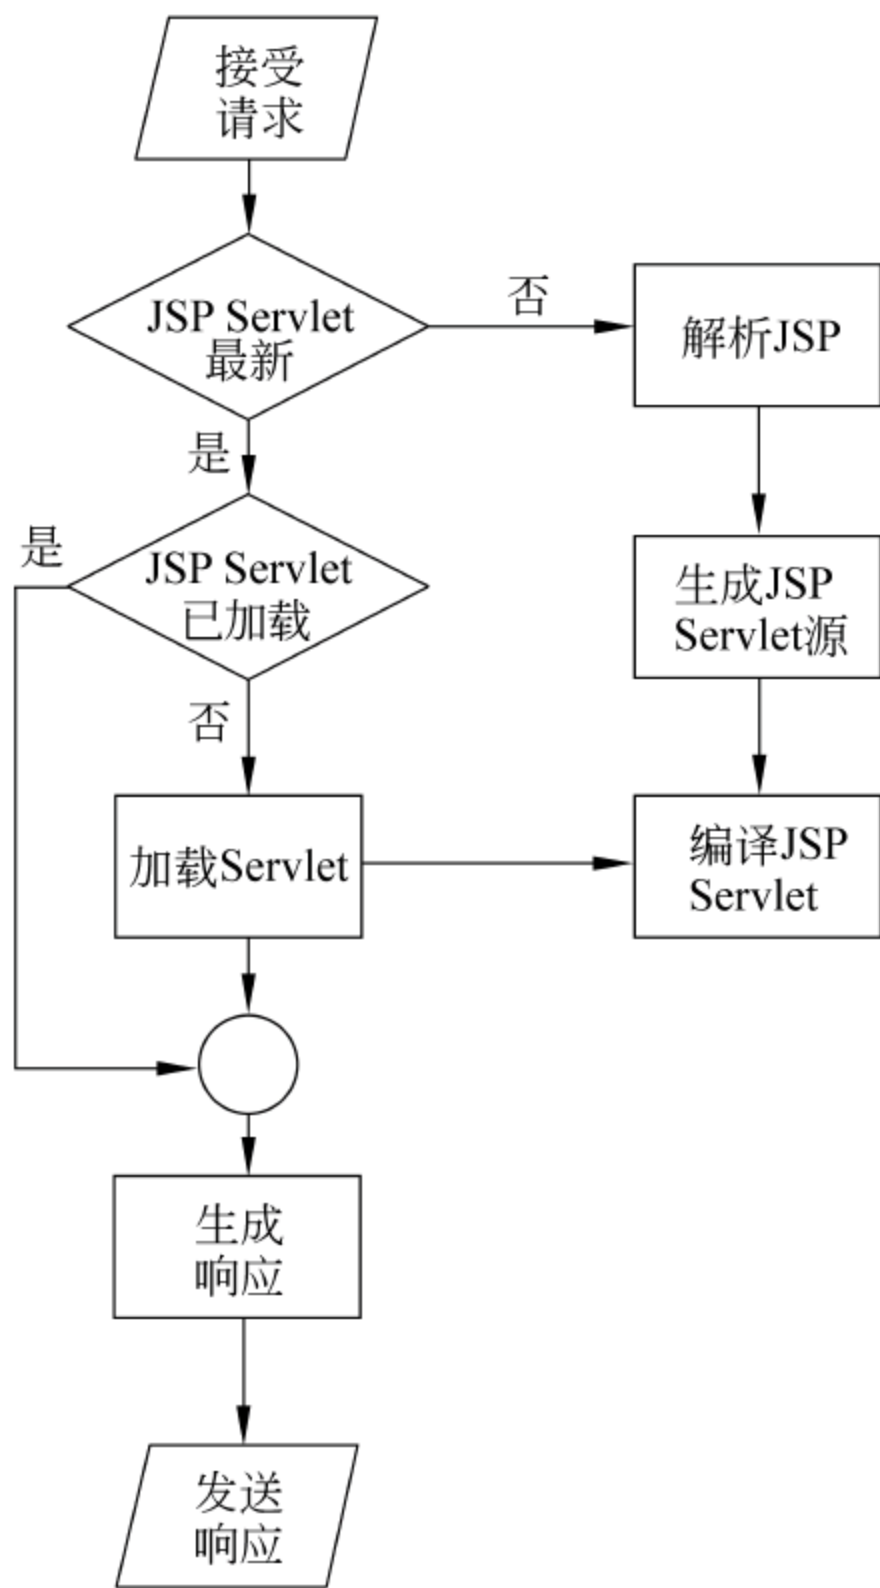 接受
请求
JSP Servlet
最新
否
解析JSP
是
是
JSP Servlet
已加载
生成JSP
Servlet源
否
加载Servlet
编译JSP
Servlet
生成
响应
发送
响应